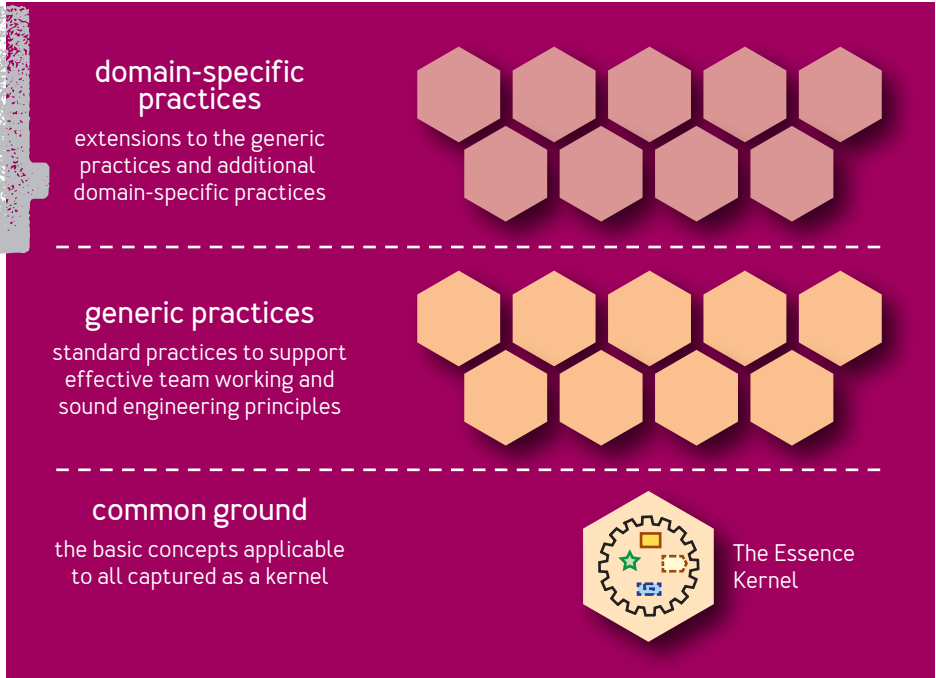 domain-specific
practices
extensions to the generic
practices and additional
domain-specific practices
generic practices
standard practices to support
effective team working and
sound engineering principles
common ground
the basic concepts applicable
to all captured as a kernel
The Essence
Kernel